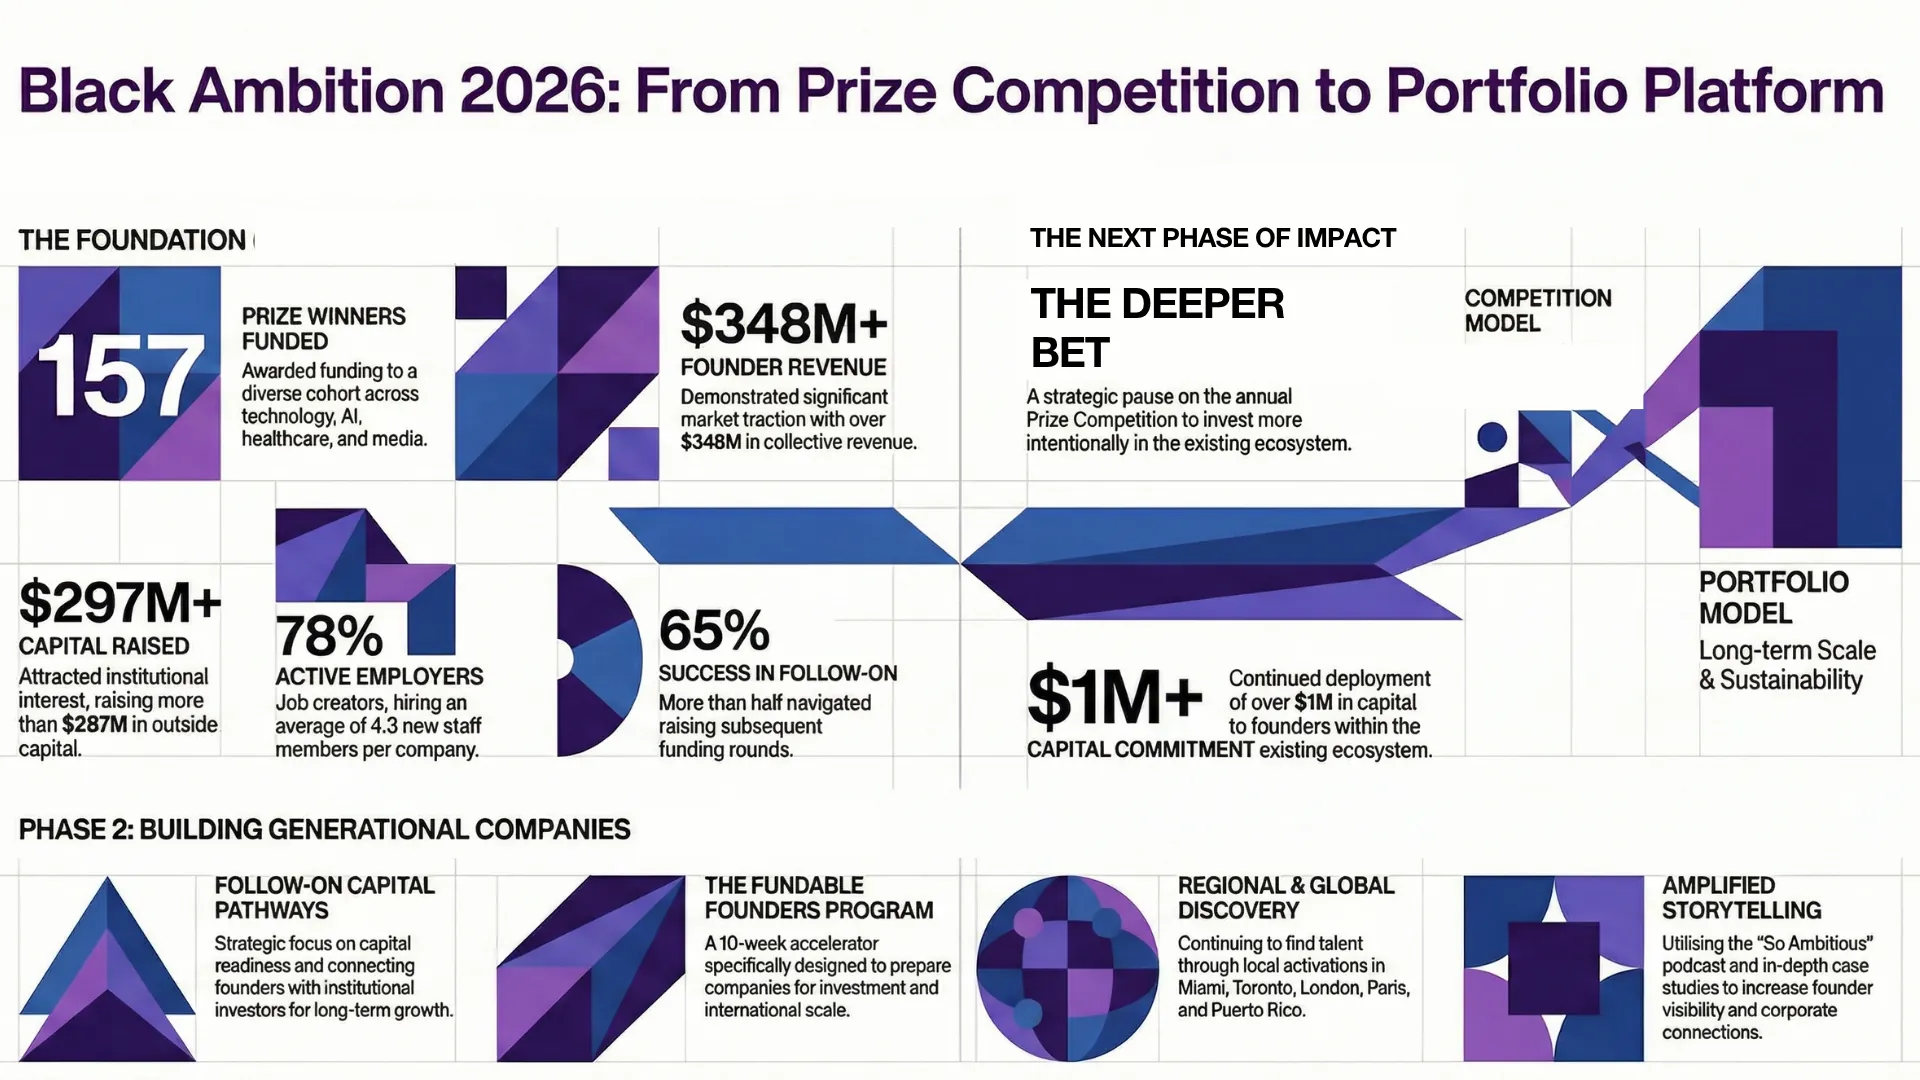 Black Ambition 2026: From Prize Competition to Portfolio Platform
THE FOUNDATION (
157
PRIZE WINNERS
FUNDED
Awarded funding to a
diverse cohort across
technology, AI,
healthcare, and media.
$348M+
FOUNDER REVENUE
Demonstrated significant
market traction with over
$348M in collective revenue.
$297M+
CAPITAL RAISED
Attracted institutional
interest, raising more
than $287M in outside
capital.
78%
ACTIVE EMPLOYERS
Job creators, hiring an
average of 4.3 new staff
members per company.
65%
SUCCESS IN FOLLOW-ON
More than half navigated
raising subsequent
funding rounds.
THE NEXT PHASE OF IMPACT
THE DEEPER
BET
A strategic pause on the annual
Prize Competition to invest more
intentionally in the existing ecosystem.
COMPETITION
MODEL
PORTFOLIO
MODEL
Long-term Scale
& Sustainability
$1M+
CAPITAL COMMITMENT
Continued deployment
of over $1M in capital
to founders within the
existing ecosystem.
PHASE 2: BUILDING GENERATIONAL COMPANIES
FOLLOW-ON CAPITAL
PATHWAYS
Strategic focus on capital
readiness and connecting
founders with institutional
investors for long-term growth.
THE FUNDABLE
FOUNDERS PROGRAM
A 10-week accelerator
specifically designed to prepare
companies for investment and
international scale.
REGIONAL & GLOBAL
DISCOVERY
Continuing to find talent
through local activations in
Miami, Toronto, London, Paris,
and Puerto Rico.
AMPLIFIED
STORYTELLING
Utilising the “So Ambitious”
podcast and in-depth case
studies to increase founder
visibility and corporate
connections.